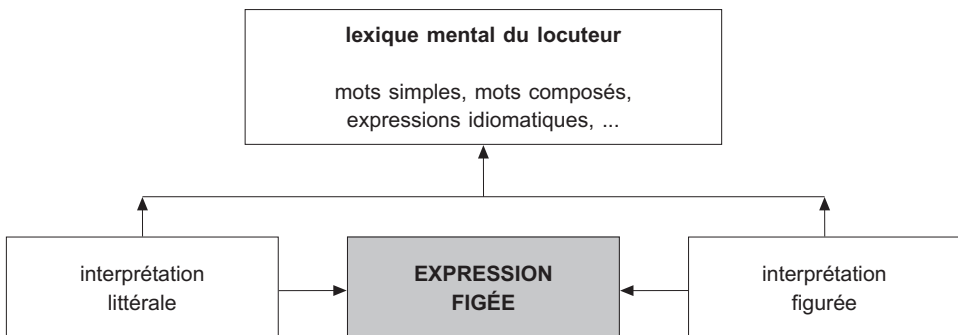 lexique mental du locuteur
mots simples, mots composés,
expressions idiomatiques, ...
interprétation
littérale
EXPRESSION
FIGÉE
interprétation
figurée